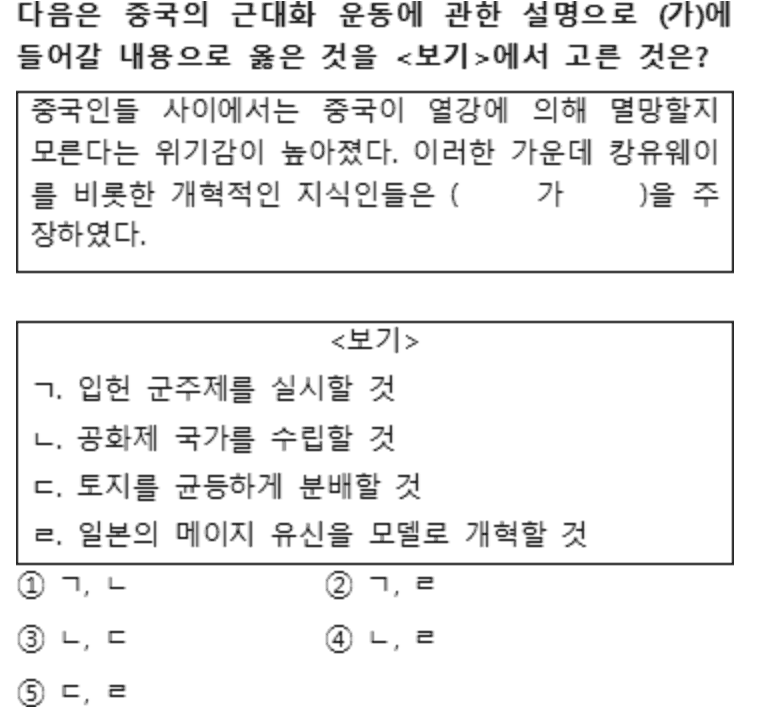 다음은 중국의 근대화 운동에 관한 설명으로 (가)에
들어갈 내용으로 옳은 것을 <보기>에서 고른 것은?
중국인들 사이에서는 중국이 열강에 의해 멸망할지
모른다는 위기감이 높아졌다. 이러한 가운데 캉유웨이
를 비롯한 개혁적인 지식인들은 ( 가 )을 주
장하였다.
<보기>
ㄱ. 입헌 군주제를 실시할 것
ㄴ. 공화제 국가를 수립할 것
ㄷ. 토지를 균등하게 분배할 것
ㄹ. 일본의 메이지 유신을 모델로 개혁할 것
① ㄱ, ㄴ ② ㄱ, ㄹ
③ ㄴ, ㄷ ④ ㄴ, ㄹ
⑤ ㄷ, ㄹ